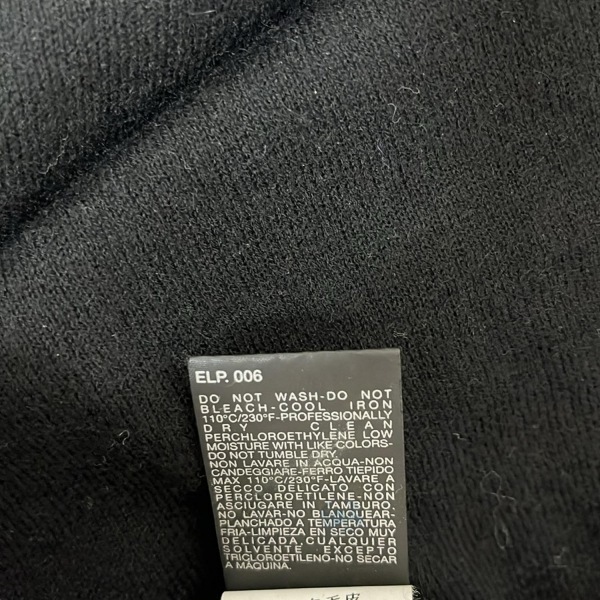 ELP. 006
DO NOT WASH-DO NOT
BLEACH-COOL IRON
110°C/230°F-PROFESSIONALLY
DRY CLEAN
PERCHLOROETHYLENE LOW
MOISTURE WITH LIKE COLORS-
DO NOT TUMBLE DRY.
NON LAVARE IN ACQUA-NON
CANDEGGIARE-FERRO TIEPIDO
MAX 110°C/230°F-LAVARE A
SECCO DELICATO CON
PERCLOROETILENE-NON
ASCIUGARE IN TAMBURO.
NO LAVAR-NO BLANQUEAR-
PLANCHADO A TEMPERATURA
FRIA-LIMPIEZA EN SECO MUY
DELICADA,CUALQUIER
SOLVENTE EXCEPTO
TRICLOROETILENO-NO SECAR
A MÁQUINA.